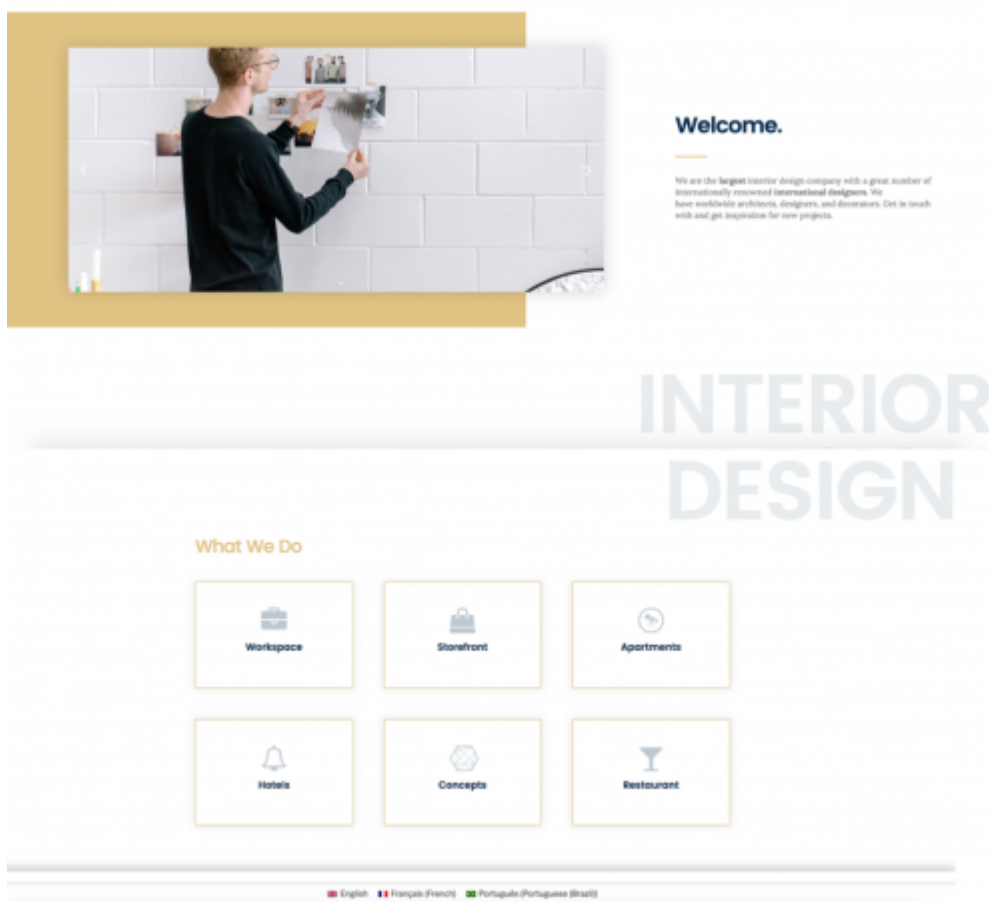 Welcome.
We are the largest interior design company with a great number of
internationally renowned international designers. We
have worldwide architects, designers, and decorators. Get in touch
with and get inspiration for new projects.
INTERIOR
DESIGN
What We Do
Workspace
Storefront
Apartments
Hotels
Concepts
Restaurant
English Français (French) Português (Portuguese (Brazil))